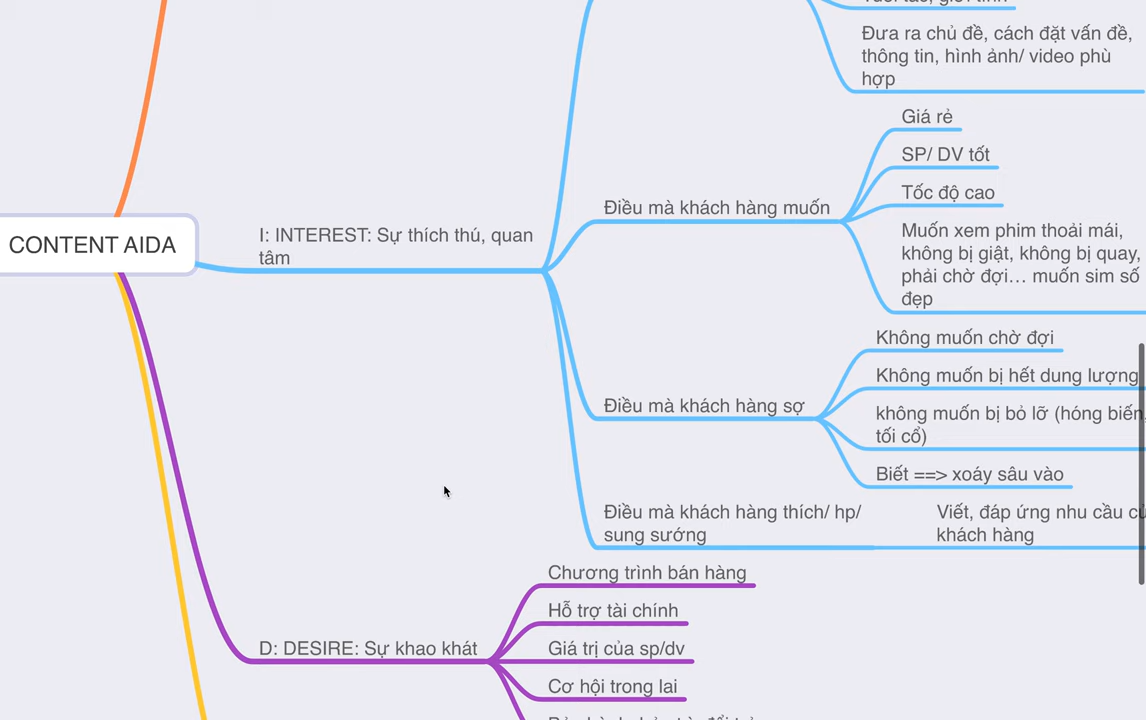 Đưa ra chủ đề, cách đặt vấn đề,
thông tin, hình ảnh/ video phù
hợp
Giá rẻ
SP/ DV tốt
Tốc độ cao
Điều mà khách hàng muốn
Muốn xem phim thoải mái,
không bị giật, không bị quay,
phải chờ đợi... muốn sim số
đẹp
I: INTEREST: Sự thích thú, quan
tâm
CONTENT AIDA
Không muốn chờ đợi
Không muốn bị hết dung lượng
Điều mà khách hàng sợ
không muốn bị bỏ lỡ (hóng biến,
tối cổ)
Biết ==> xoáy sâu vào
Điều mà khách hàng thích/ hp/
sung sướng
Viết, đáp ứng nhu cầu
khách hàng
Chương trình bán hàng
Hỗ trợ tài chính
D: DESIRE: Sự khao khát
Giá trị của sp/dv
Cơ hội trong lai